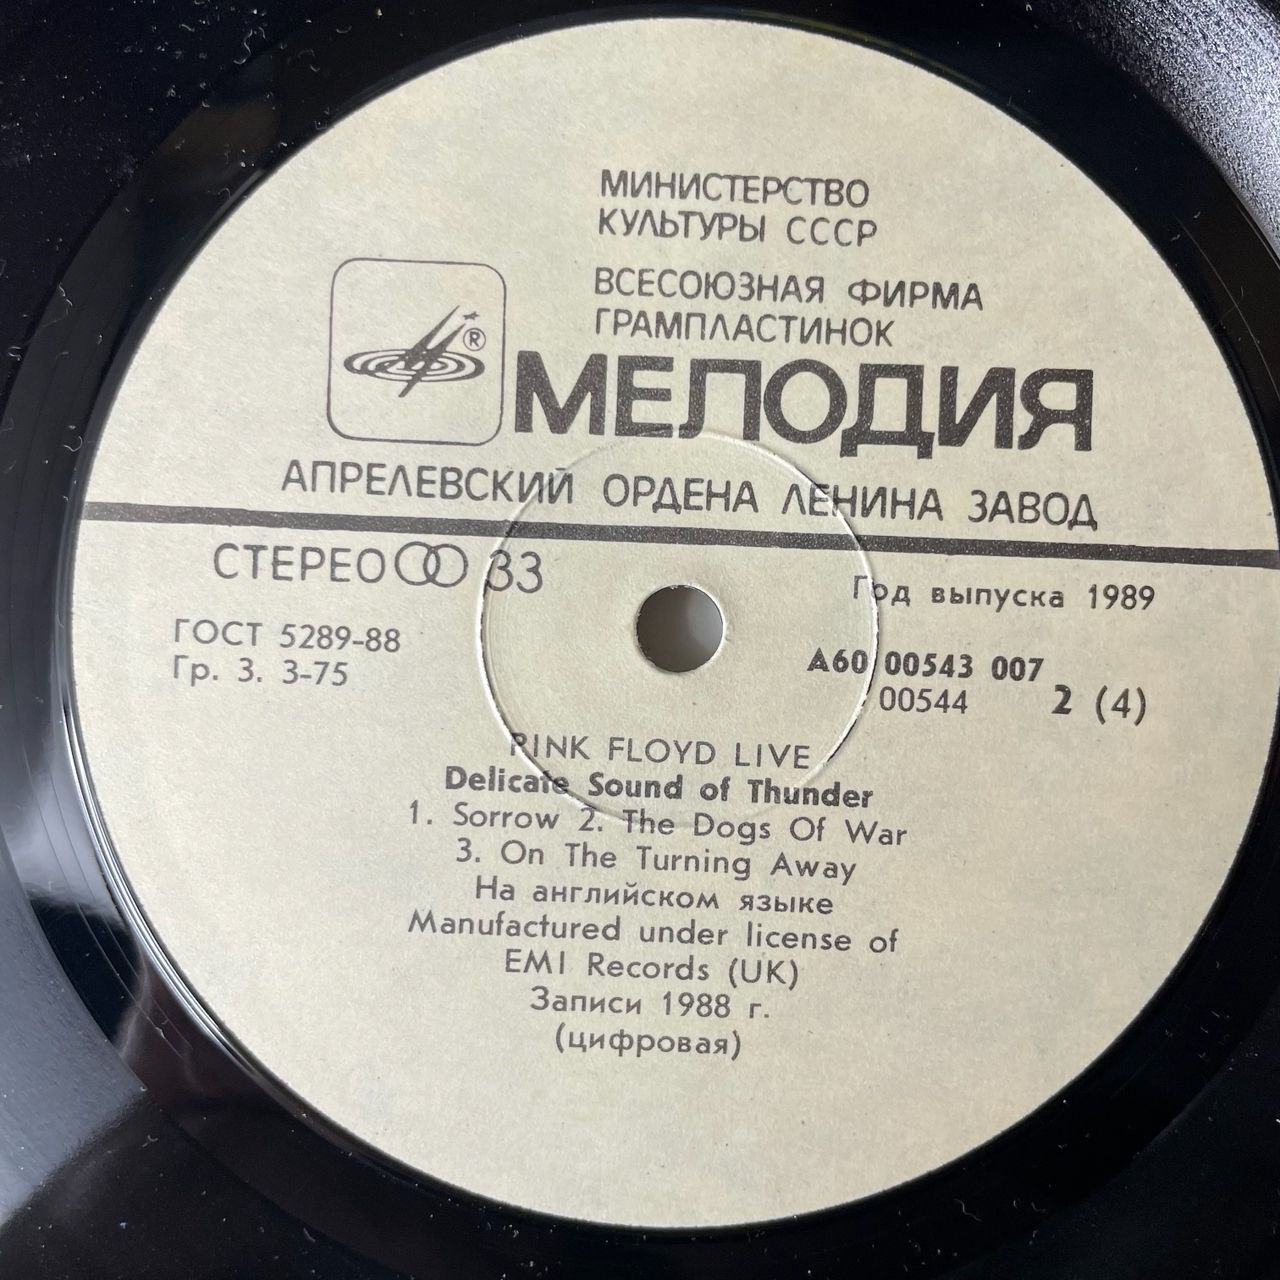 МИНИСТЕРСТВО
КУЛЬТУРЫ СССР
ВСЕСОЮЗНАЯ ФИРМА
ГРАМПЛАСТИНОК
®
МЕЛОДИЯ
АПРЕЛЕВСКИЙ ОРДЕНА ЛЕНИНА ЗАВОД
СТЕРЕО 33
Год выпуска 1989
ГОСТ 5289-88
Гр. 3. 3-75
А60 00543 007
00544 2 (4)
PINK FLOYD LIVE
Delicate Sound of Thunder
1. Sorrow 2. The Dogs Of War
3. On The Turning Away
На английском языке
Manufactured under license of
EMI Records (UK)
Записи 1988 г.
(цифровая)